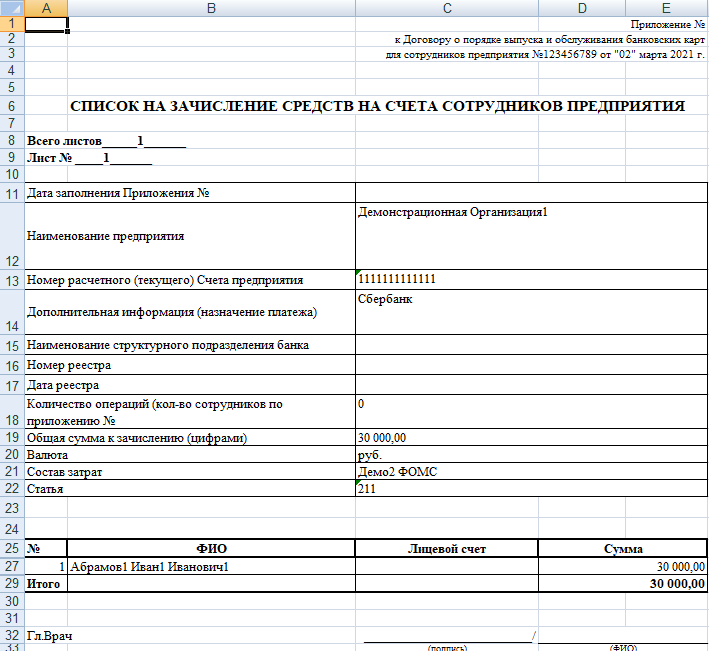 A B C D E
1 Приложение №
2 к Договору о порядке выпуска и обслуживания банковских карт
3 для сотрудников предприятия №123456789 от "02" марта 2021 г.
4
5
6 СПИСОК НА ЗАЧИСЛЕНИЕ СРЕДСТВ НА СЧЕТА СОТРУДНИКОВ ПРЕДПРИЯТИЯ
7
8 Всего листов_____1______
9 Лист № ____1______
10
11 Дата заполнения Приложения №
12 Наименование предприятия Демонстрационная Организация1
13 Номер расчетного (текущего) Счета предприятия 1111111111111
14 Дополнительная информация (назначение платежа) Сбербанк
15 Наименование структурного подразделения банка
16 Номер реестра
17 Дата реестра
18 Количество операций (кол-во сотрудников по 0
приложению №
19 Общая сумма к зачислению (цифрами) 30 000,00
20 Валюта руб.
21 Состав затрат Демо2 ФОМС
22 Статья 211
23
24
25 № ФИО Лицевой счет Сумма
27 1 Абрамов1 Иван1 Иванович1 30 000,00
29 Итого 30 000,00
30
31
32 Гл.Врач /
33 (подпись) (ФИО)